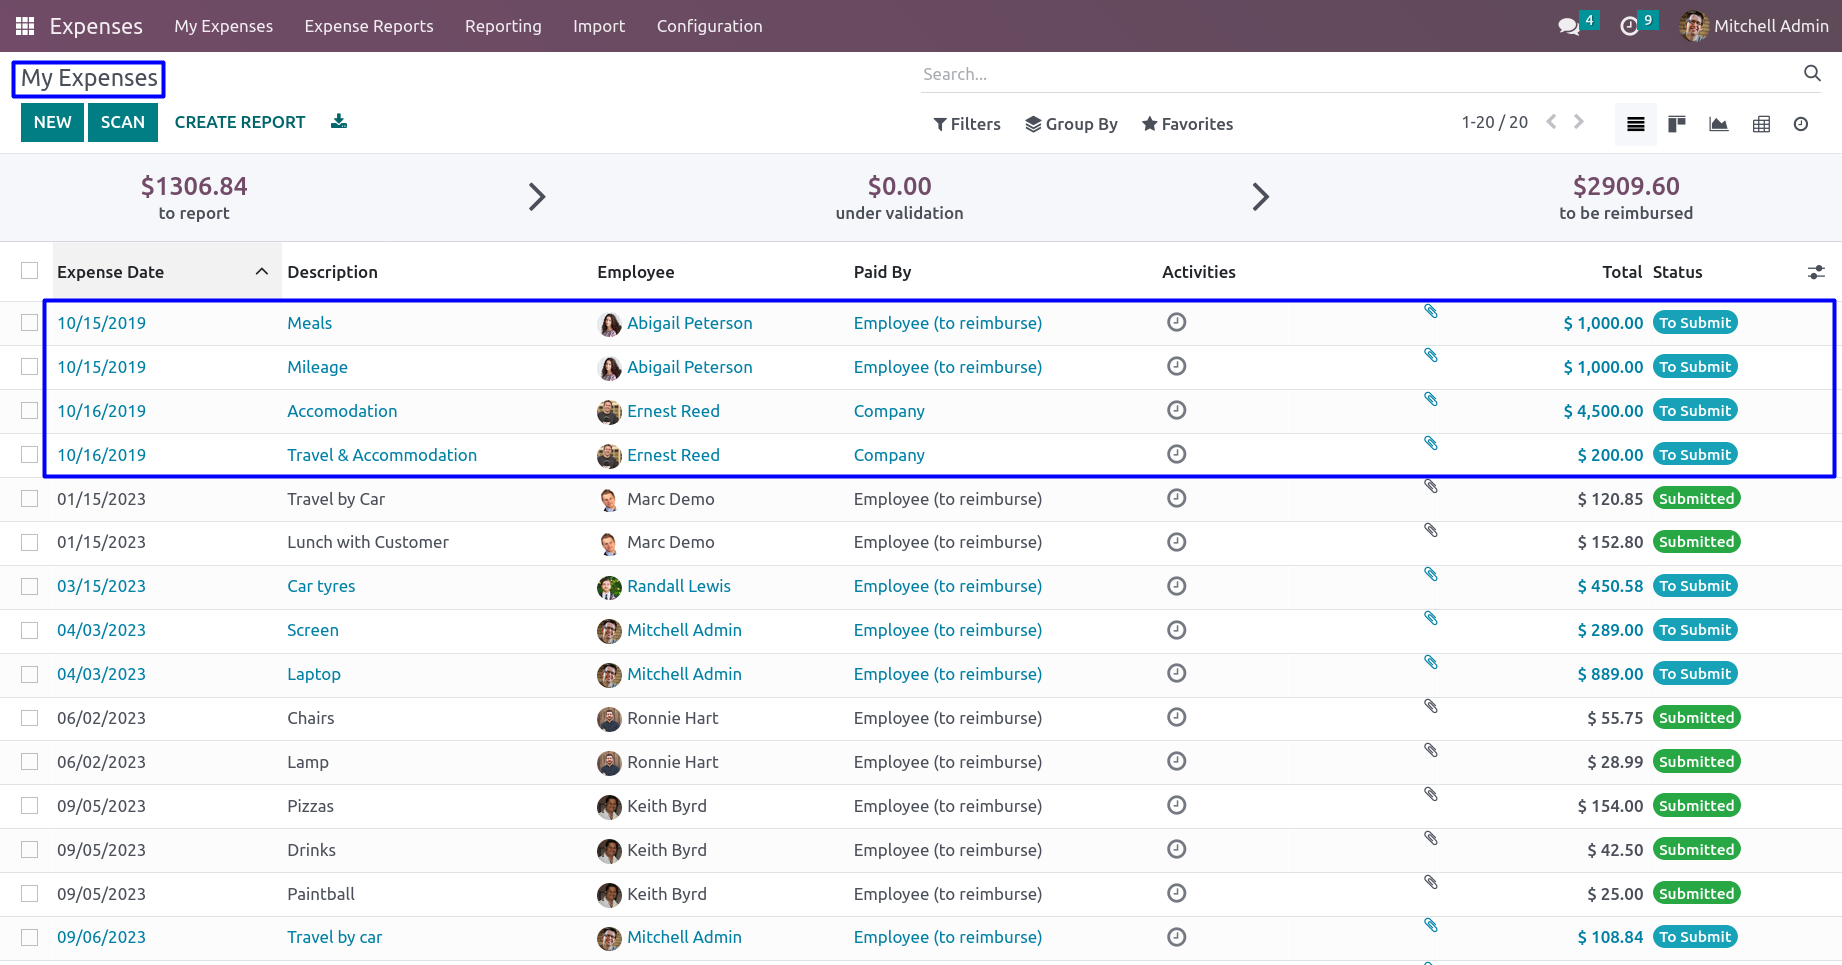 Expenses My Expenses Expense Reports Reporting Import Configuration 4 9 Mitchell Admin
My Expenses Search...
NEW SCAN CREATE REPORT Filters Group By Favorites 1-20 / 20
$1306.84 $0.00 $2909.60
to report under validation to be reimbursed
Expense Date Description Employee Paid By Activities Total Status
10/15/2019 Meals Abigail Peterson Employee (to reimburse) $ 1,000.00 To Submit
10/15/2019 Mileage Abigail Peterson Employee (to reimburse) $ 1,000.00 To Submit
10/16/2019 Accomodation Ernest Reed Company $ 4,500.00 To Submit
10/16/2019 Travel & Accommodation Ernest Reed Company $ 200.00 To Submit
01/15/2023 Travel by Car Marc Demo Employee (to reimburse) $ 120.85 Submitted
01/15/2023 Lunch with Customer Marc Demo Employee (to reimburse) $ 152.80 Submitted
03/15/2023 Car tyres Randall Lewis Employee (to reimburse) $ 450.58 To Submit
04/03/2023 Screen Mitchell Admin Employee (to reimburse) $ 289.00 To Submit
04/03/2023 Laptop Mitchell Admin Employee (to reimburse) $ 889.00 To Submit
06/02/2023 Chairs Ronnie Hart Employee (to reimburse) $ 55.75 Submitted
06/02/2023 Lamp Ronnie Hart Employee (to reimburse) $ 28.99 Submitted
09/05/2023 Pizzas Keith Byrd Employee (to reimburse) $ 154.00 Submitted
09/05/2023 Drinks Keith Byrd Employee (to reimburse) $ 42.50 Submitted
09/05/2023 Paintball Keith Byrd Employee (to reimburse) $ 25.00 Submitted
09/06/2023 Travel by car Mitchell Admin Employee (to reimburse) $ 108.84 To Submit